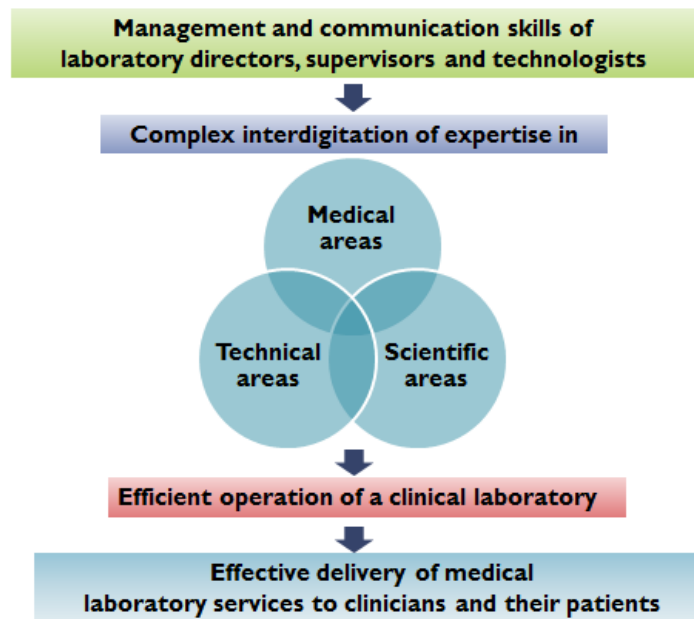 Management and communication skills of
laboratory directors, supervisors and technologists
Complex interdigitation of expertise in
Medical
areas
Technical
areas
Scientific
areas
Efficient operation of a clinical laboratory
Effective delivery of medical
laboratory services to clinicians and their patients